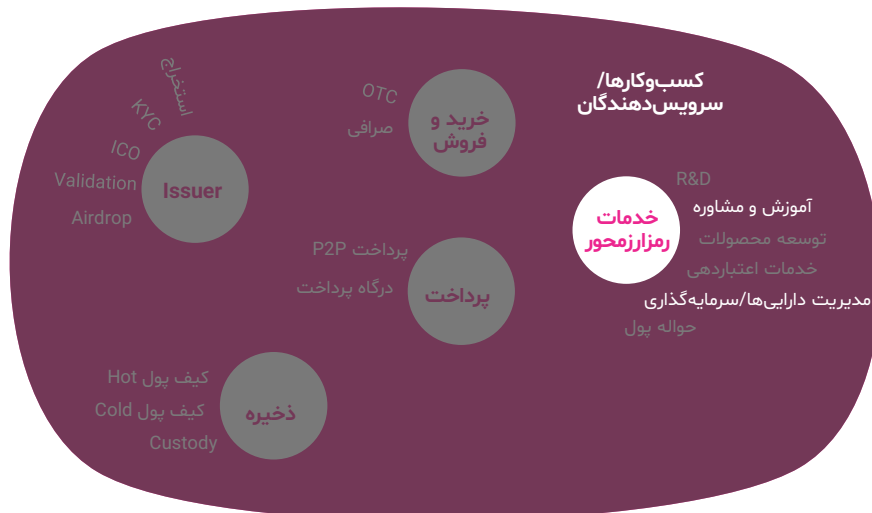 کسب‌وکارها/
سرویس‌دهندگان
خدمات
رمزارزمحور
R&D
آموزش و مشاوره
توسعه محصولات
خدمات اعتباردهی
مدیریت دارایی‌ها/سرمایه‌گذاری
حواله پول
خرید و
فروش
OTC
صرافی
پرداخت
پرداخت P2P
درگاه پرداخت
Issuer
استخراج
KYC
ICO
Validation
Airdrop
ذخیره
کیف پول Hot
کیف پول Cold
Custody